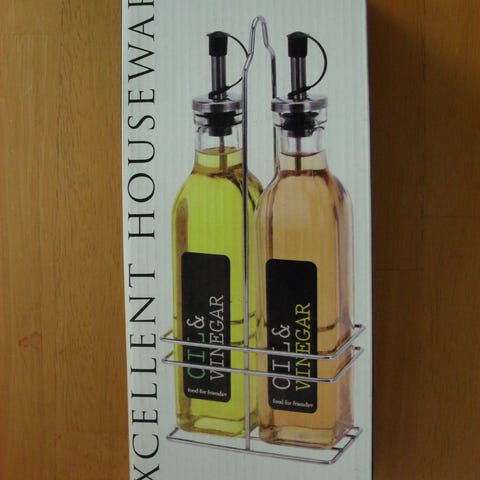 XCELLENT HOUSEWAR
OIL &
VINEGAR
food for friends
OIL &
VINEGAR
food for friends